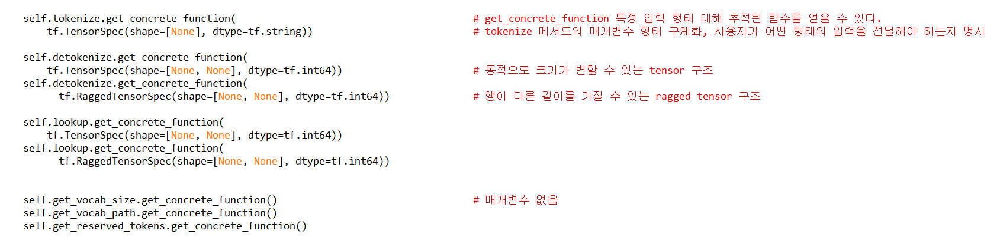 self.tokenize.get_concrete_function( # get_concrete_function 특정 입력 형태 대해 추적된 함수를 얻을 수 있다.
tf.TensorSpec(shape=[None], dtype=tf.string)) # tokenize 메서드의 매개변수 형태 구체화, 사용자가 어떤 형태의 입력을 전달해야 하는지 명시
self.detokenize.get_concrete_function(
tf.TensorSpec(shape=[None, None], dtype=tf.int64)) # 동적으로 크기가 변할 수 있는 tensor 구조
self.detokenize.get_concrete_function(
tf.RaggedTensorSpec(shape=[None, None], dtype=tf.int64)) # 행이 다른 길이를 가질 수 있는 ragged tensor 구조
self.lookup.get_concrete_function(
tf.TensorSpec(shape=[None, None], dtype=tf.int64))
self.lookup.get_concrete_function(
tf.RaggedTensorSpec(shape=[None, None], dtype=tf.int64))
self.get_vocab_size.get_concrete_function() # 매개변수 없음
self.get_vocab_path.get_concrete_function()
self.get_reserved_tokens.get_concrete_function()